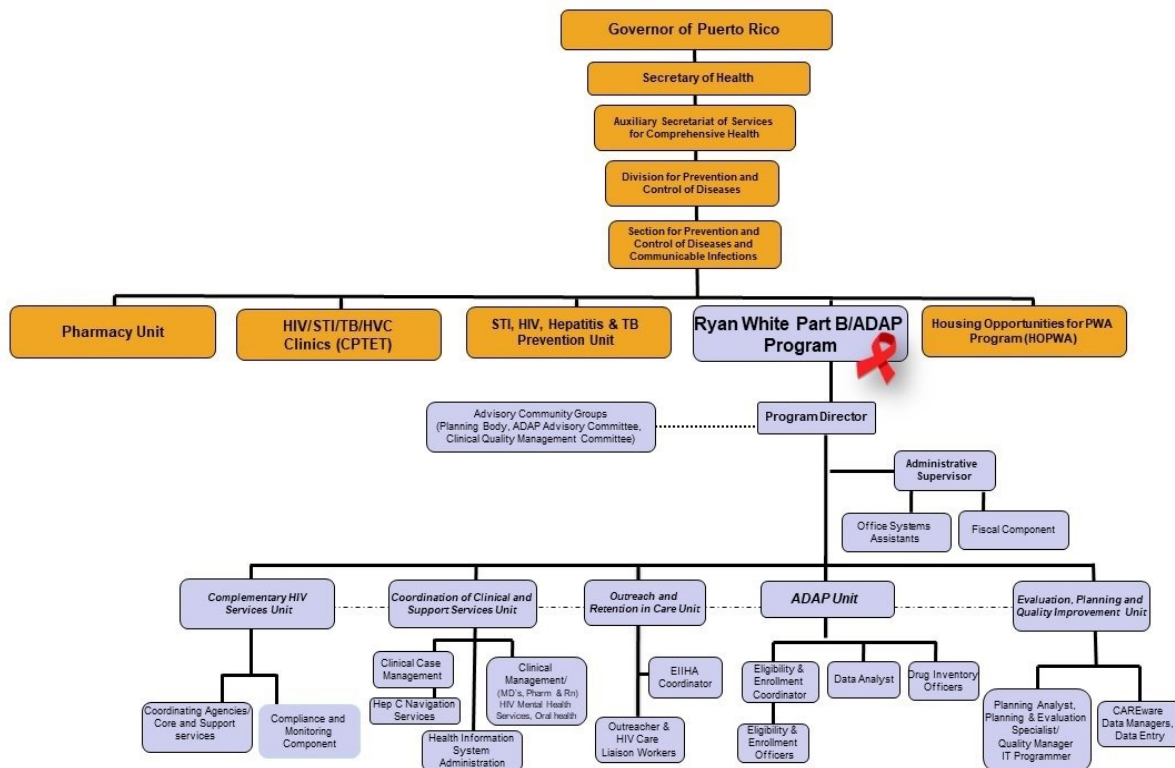 Governor of Puerto Rico
Secretary of Health
Auxiliary Secretariat of Services
for Comprehensive Health
Division for Prevention and
Control of Diseases
Section for Prevention and
Control of Diseases and
Communicable Infections
Pharmacy Unit
HIV/STI/TB/HVC
Clinics (CPTET)
STI, HIV, Hepatitis & TB
Prevention Unit
Ryan White Part B/ADAP
Program
Housing Opportunities for PWA
Program (HOPWA)
Advisory Community Groups
(Planning Body, ADAP Advisory Committee,
Clinical Quality Management Committee)
Program Director
Administrative
Supervisor
Office Systems
Assistants
Fiscal Component
Complementary HIV
Services Unit
Coordination of Clinical and
Support Services Unit
Outreach and
Retention in Care Unit
ADAP Unit
Evaluation, Planning and
Quality Improvement Unit
Coordinating Agencies/
Core and Support
services
Compliance and
Monitoring
Component
Clinical Case
Management
Hep C Navigation
Services
Health Information
System
Administration
Clinical
Management/
(MD's, Pharm & Rn)
HIV Mental Health
Services, Oral health
EIIHA
Coordinator
Outreacher &
HIV Care
Liaison Workers
Eligibility &
Enrollment
Coordinator
Eligibility &
Enrollment
Officers
Data Analyst
Drug Inventory
Officers
Planning Analyst,
Planning & Evaluation
Specialist/
Quality Manager
IT Programmer
CAREware
Data Managers,
Data Entry